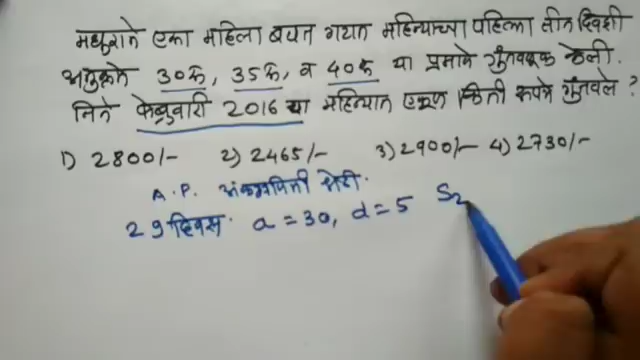 मधुराने एका महिला बचत गटात महिन्याच्या पहिल्या तीन दिवशी
अनुक्रमे 30रु, 35रु, व 40रु या प्रमाणे गुंतवणूक केली.
तिने फेब्रुवारी 2016 या महिन्यात एकूण किती रुपये गुंतवले ?
1) 2800/- 2) 2465/- 3) 2900/- 4) 2730/-
A.P. अंकगणिती श्रेढी.
29 दिवस. a = 30, d = 5 S2